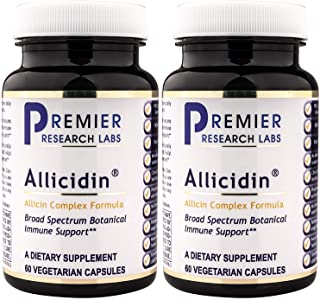 PREMIER
RESEARCH LABS
Allicidin®
Allicin Complex Formula
Broad Spectrum Botanical
Immune Support**
A DIETARY SUPPLEMENT
60 VEGETARIAN CAPSULES
PREMIER
RESEARCH LABS
Allicidin®
Allicin Complex Formula
Broad Spectrum Botanical
Immune Support**
A DIETARY SUPPLEMENT
60 VEGETARIAN CAPSULES